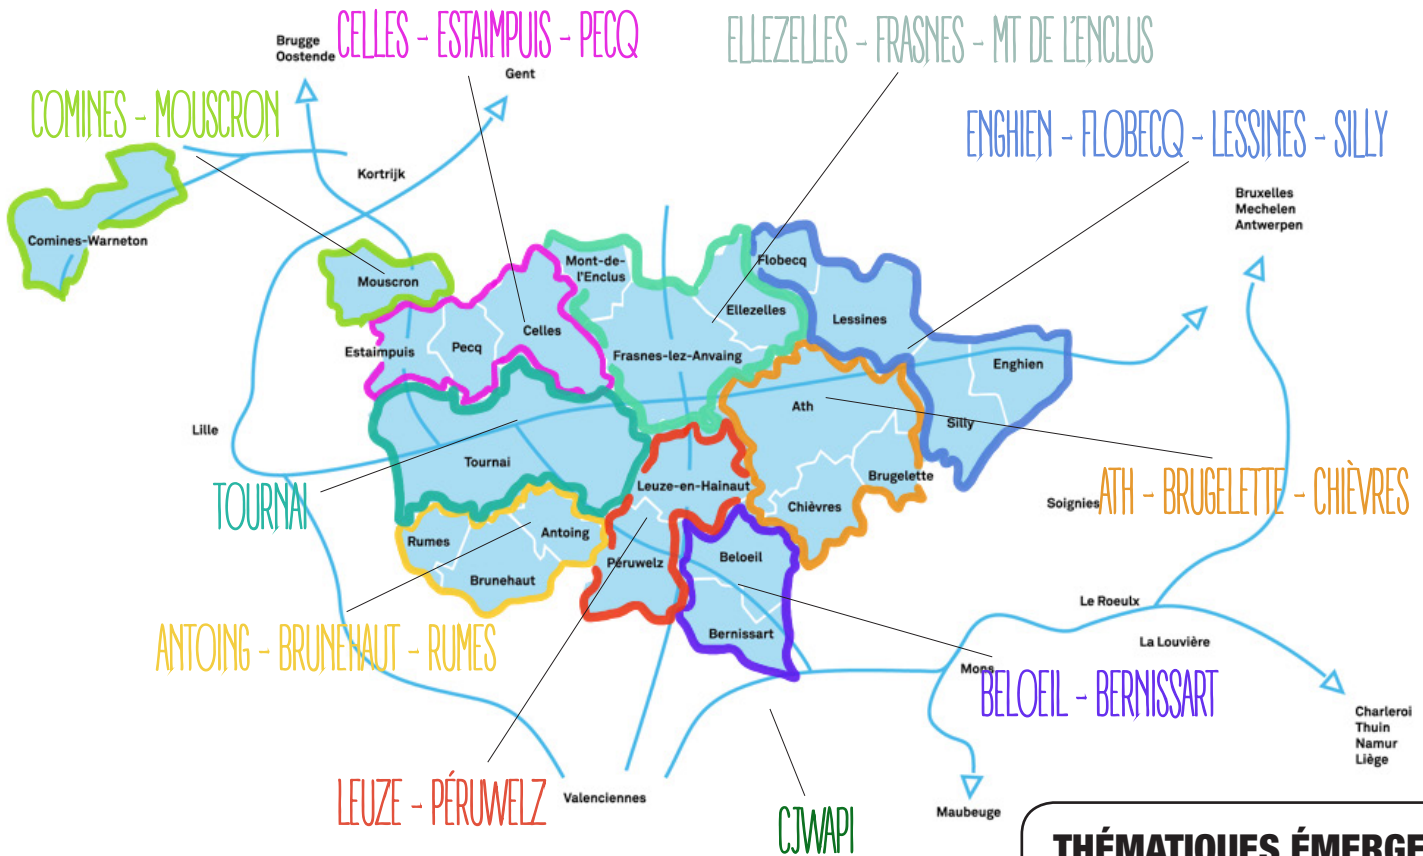 CELLES - ESTAIMPUIS - PECQ
ELLEZELLES - FRASNES - MT DE L'ENCLUS
Brugge
Oostende
Gent
COMINES - MOUSCRON
ENGHIEN - FLOBECQ - LESSINES - SILLY
Kortrijk
Bruxelles
Mechelen
Antwerpen
Comines-Warneton
Mouscron
Mont-de-
l'Enclus
Flobecq
Ellezelles
Lessines
Celles
Estaimpuis
Pecq
Frasnes-lez-Anvaing
Enghien
Ath
Silly
Lille
Tournai
Leuze-en-Hainaut
Brugelette
Chièvres
Soignies
ATH - BRUGELETTE - CHIÈVRES
TOURNAI
Rumes
Antoing
Brunehaut
Péruwelz
Beloeil
Bernissart
Le Roeulx
La Louvière
ANTOING - BRUNEHAUT - RUMES
Mons
BELOEIL - BERNISSART
Charleroi
Thuin
Namur
Liège
LEUZE - PÉRUWELZ
Valenciennes
CJWAPI
Maubeuge
THÉMATIQUES ÉMERGE